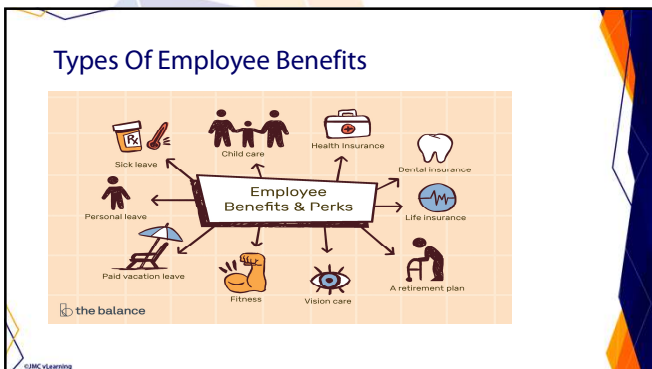 Types Of Employee Benefits
Rx
Sick leave
Child care
Health Insurance
Dental insurance
Employee
Benefits & Perks
Personal leave
Life insurance
Paid vacation leave
Fitness
Vision care
A retirement plan
b the balance
©JMC vLearning